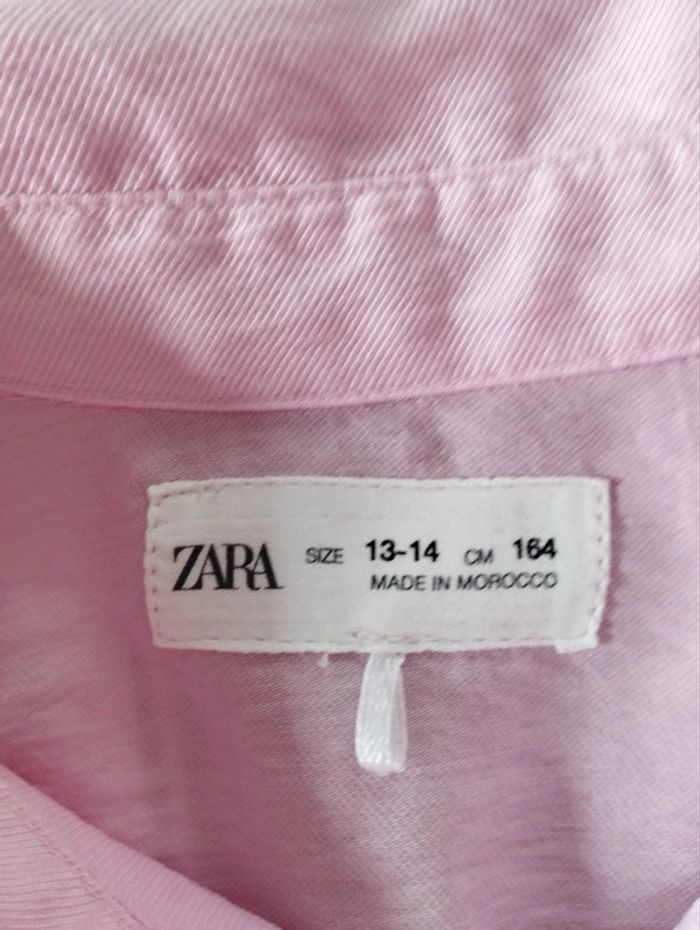 ZARA SIZE 13-14 CM 164
MADE IN MOROCCO